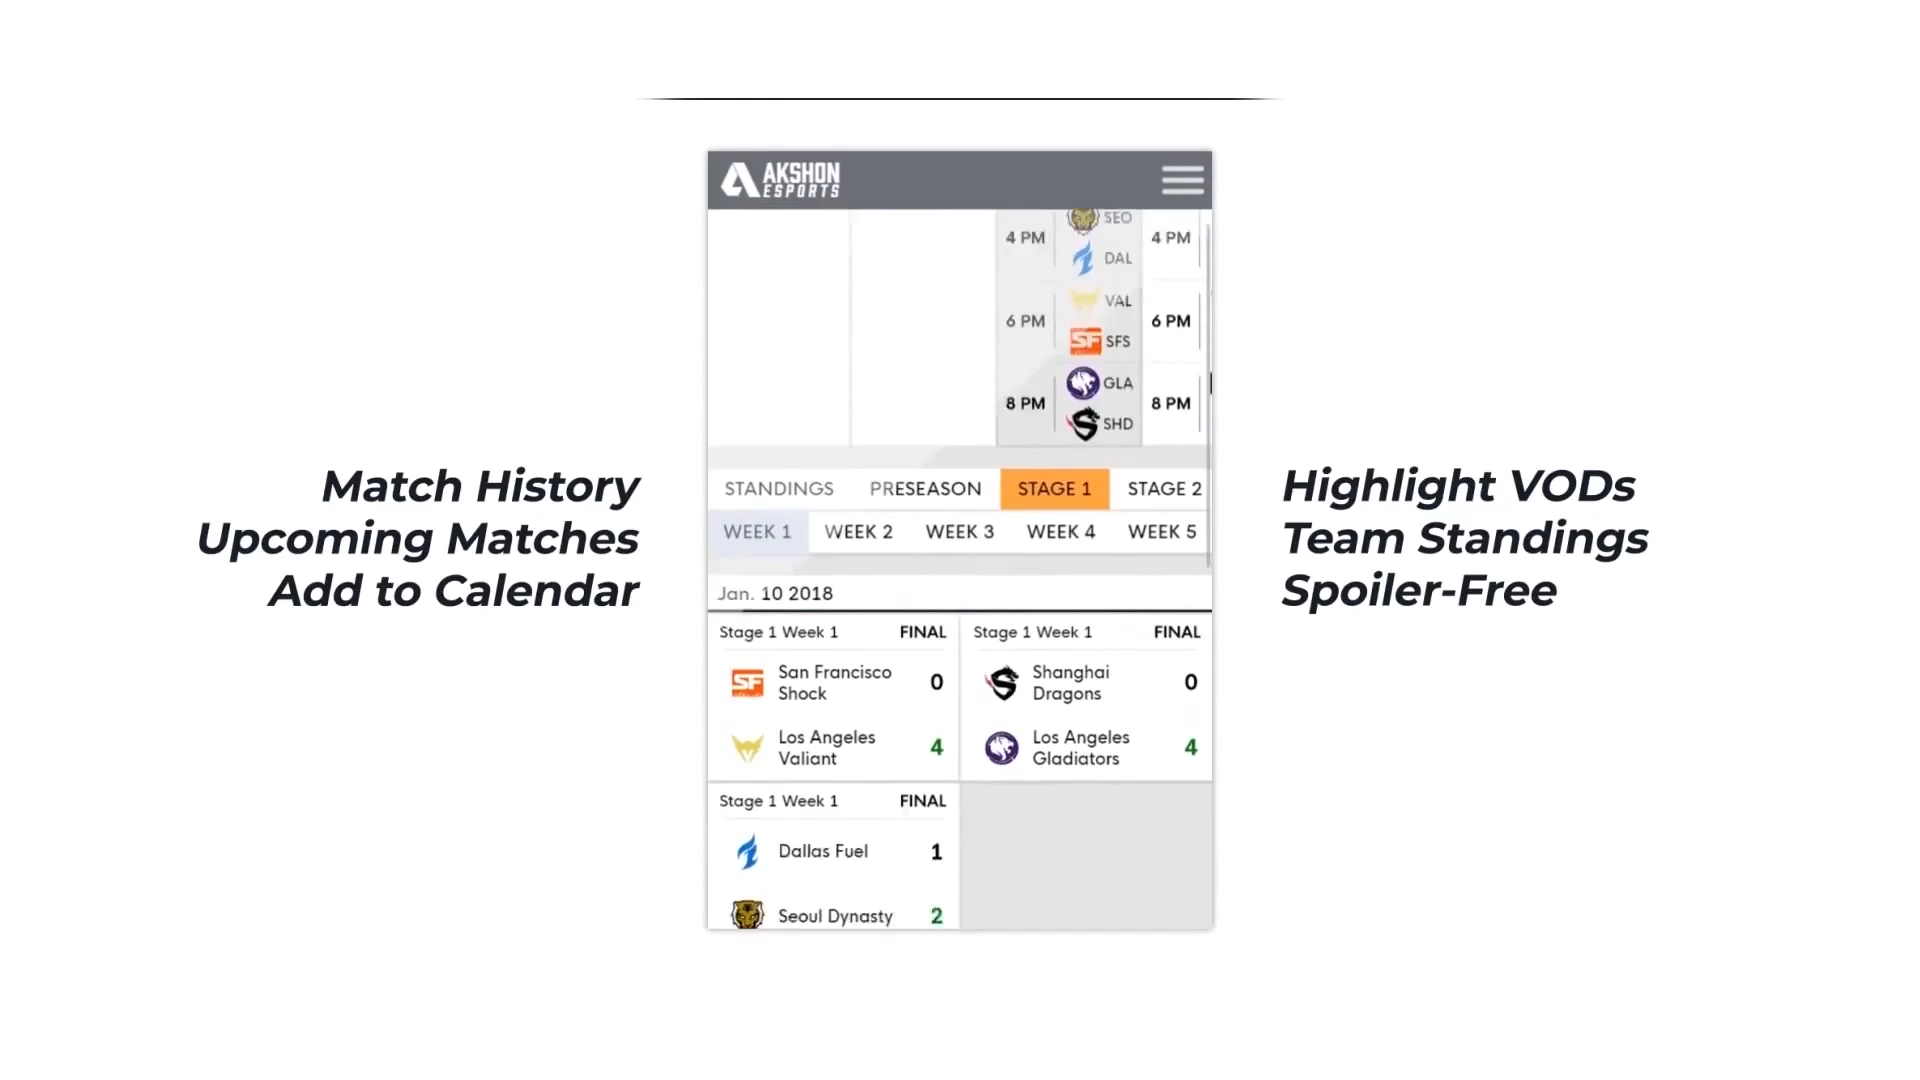 Match History
Upcoming Matches
Add to Calendar
AKSHON
ESPORTS
SEO
4 PM
4 PM
DAL
VAL
6 PM
6 PM
SF SFS
GLA
8 PM
8 PM
SHD
STANDINGS PRESEASON STAGE 1 STAGE 2
WEEK 1 WEEK 2 WEEK 3 WEEK 4 WEEK 5
Jan. 10 2018
Stage 1 Week 1 FINAL
SF San Francisco
Shock 0
Los Angeles
Valiant 4
Stage 1 Week 1 FINAL
Shanghai
Dragons 0
Los Angeles
Gladiators 4
Stage 1 Week 1 FINAL
Dallas Fuel 1
Seoul Dynasty 2
Highlight VODs
Team Standings
Spoiler-Free